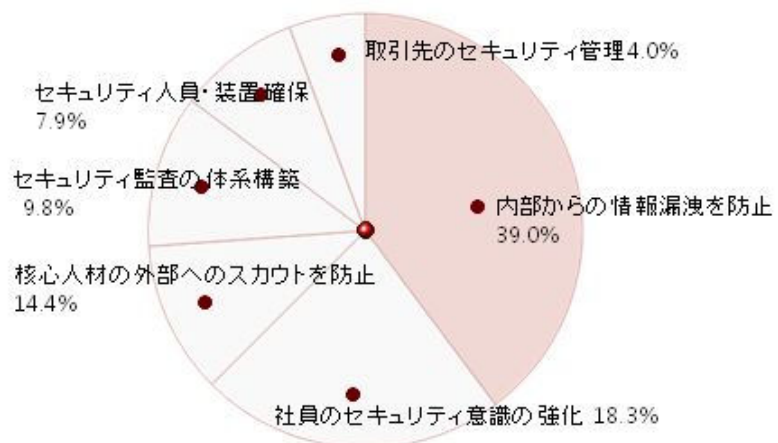 取引先のセキュリティ管理4.0%
セキュリティ人員・装置確保
7.9%
セキュリティ監査の体系構築
9.8%
内部からの情報漏洩を防止
39.0%
核心人材の外部へのスカウトを防止
14.4%
社員のセキュリティ意識の強化 18.3%